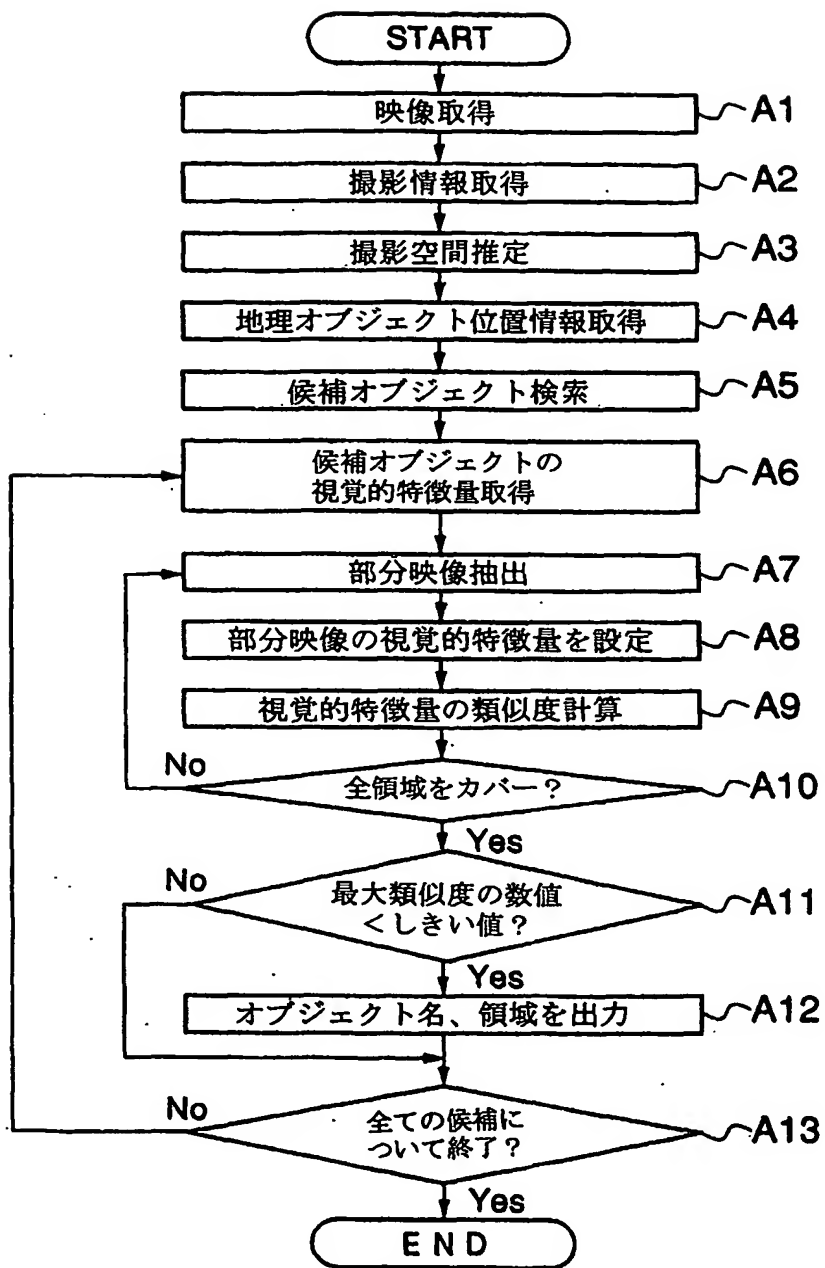 START
映像取得
A1
撮影情報取得
A2
撮影空間推定
A3
地理オブジェクト位置情報取得
A4
候補オブジェクト検索
A5
候補オブジェクトの
視覚的特徴量取得
A6
部分映像抽出
A7
部分映像の視覚的特徴量を設定
A8
視覚的特徴量の類似度計算
A9
No
全領域をカバー？
A10
Yes
No
最大類似度の数値
＜しきい値？
A11
Yes
オブジェクト名、領域を出力
A12
No
全ての候補に
ついて終了？
A13
Yes
END